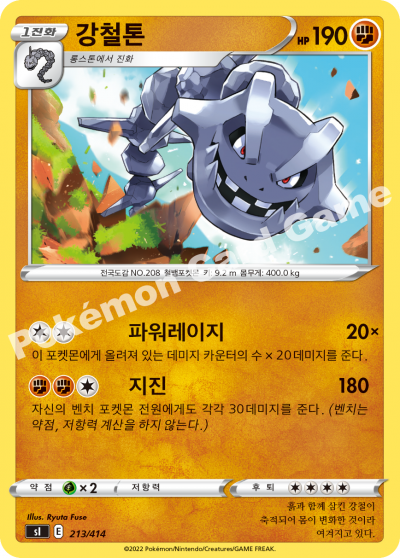 1진화 강철톤 HP 190
롱스톤에서 진화
전국도감 NO.208 철뱀포켓몬 키: 9.2 m 몸무게: 400.0 kg
파워레이지 20×
이 포켓몬에게 올려져 있는 데미지 카운터의 수 × 20데미지를 준다.
지진 180
자신의 벤치 포켓몬 전원에게도 각각 30데미지를 준다. (벤치는
약점, 저항력 계산을 하지 않는다.)
Pokémon Card Game
약점 ×2 저항력 후퇴
Illus. Ryuta Fuse
sI E 213/414
흙과 함께 삼킨 강철이
축적되어 몸이 변화한 것이라
여겨지고 있다.
©2022 Pokémon/Nintendo/Creatures/GAME FREAK.